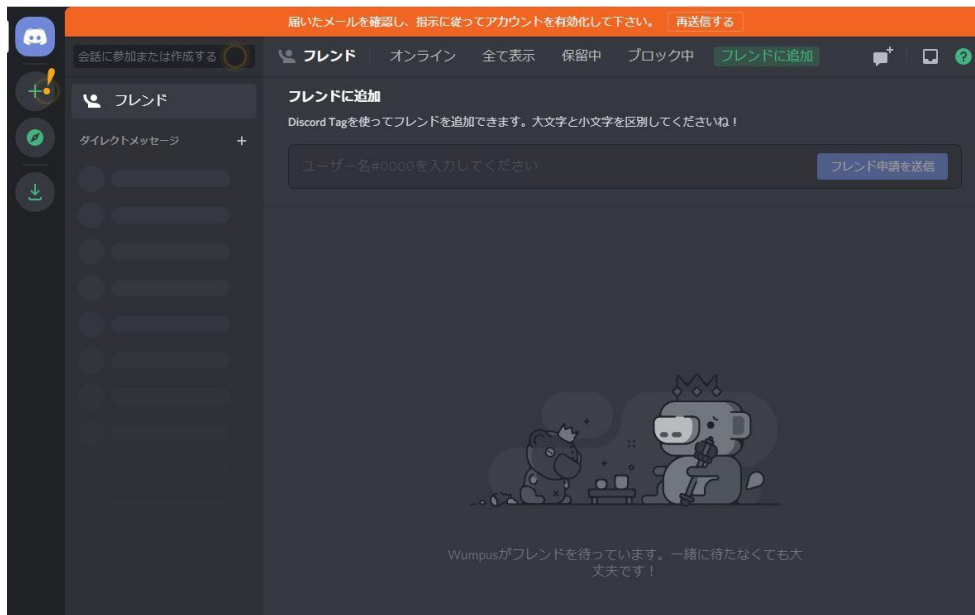 届いたメールを確認し、指示に従ってアカウントを有効化して下さい。 再送信する
会話に参加または作成する
フレンド オンライン 全て表示 保留中 ブロック中 フレンドに追加
フレンド
ダイレクトメッセージ +
フレンドに追加
Discord Tagを使ってフレンドを追加できます。大文字と小文字を区別してくださいね！
ユーザー名#0000を入力してください フレンド申請を送信
Wumpusがフレンドを待っています。一緒に待たなくても大
丈夫です！